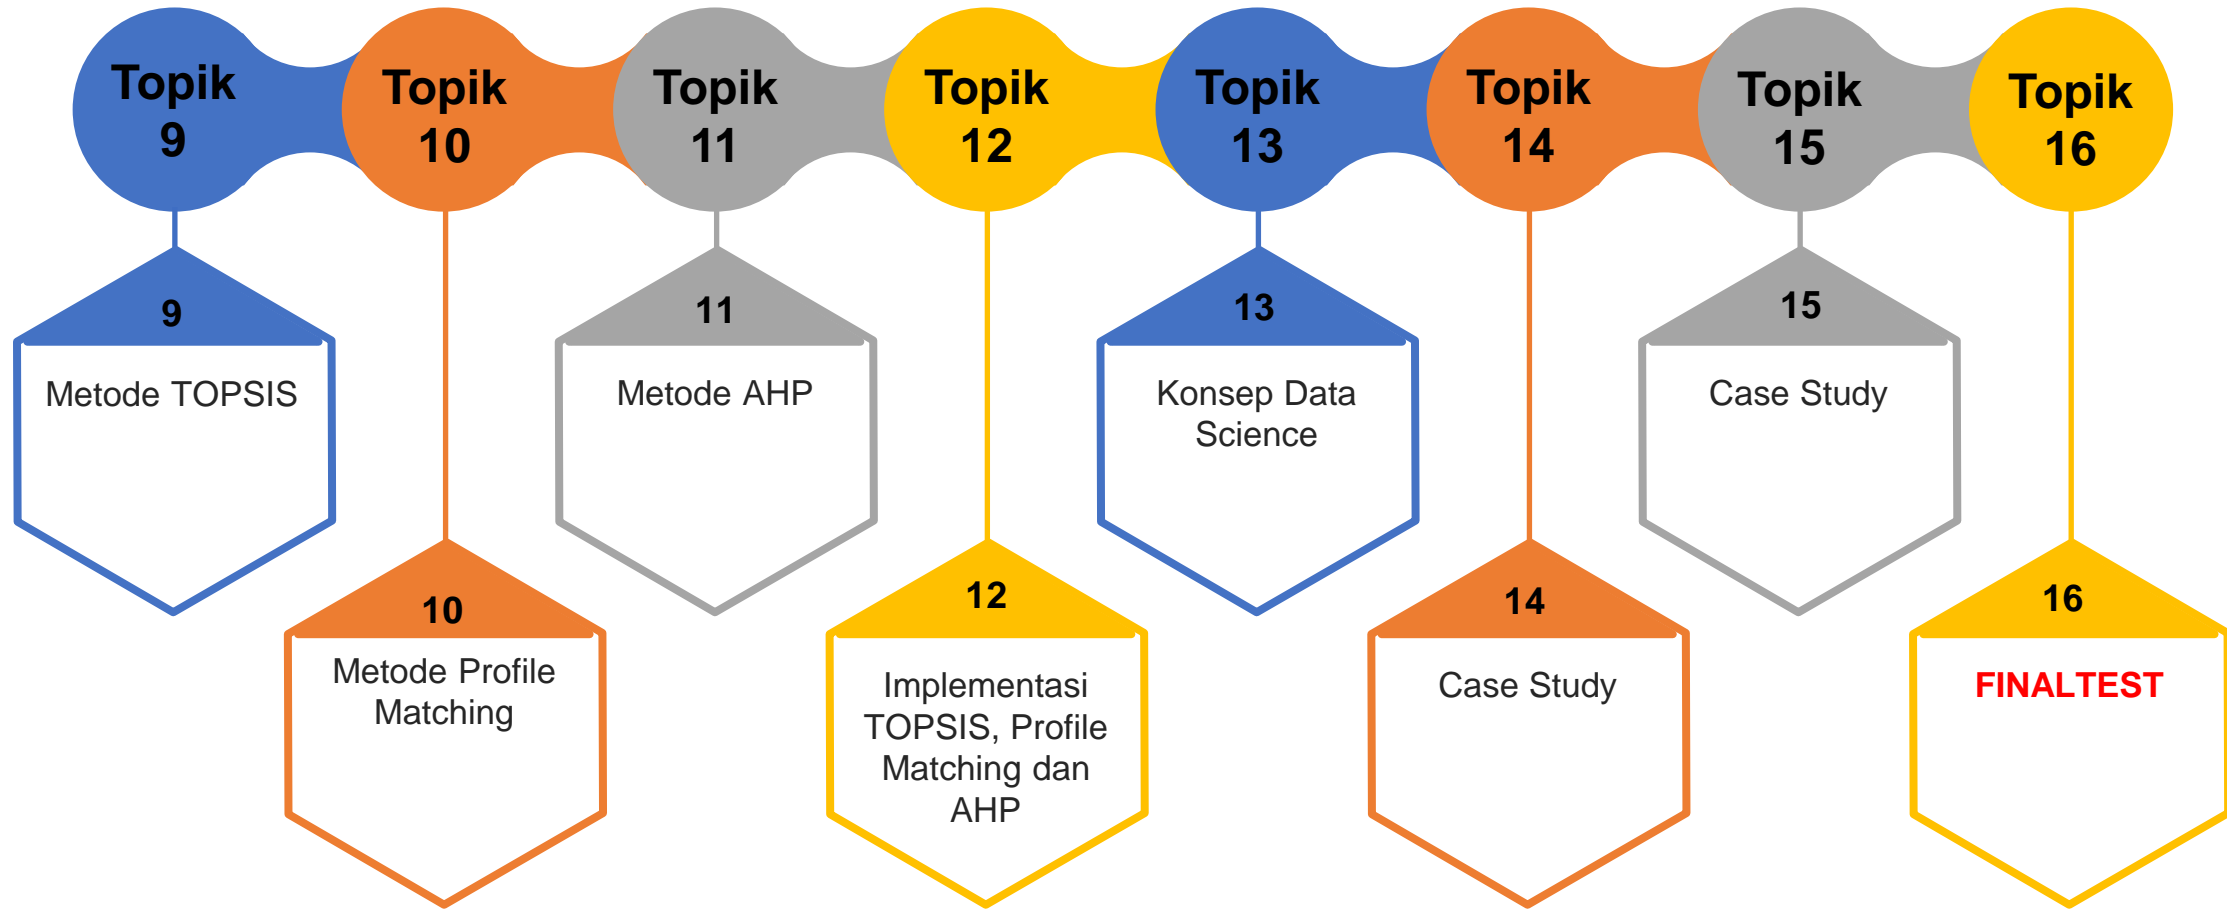 Topik
9
Topik
10
Topik
11
Topik
12
Topik
13
Topik
14
Topik
15
Topik
16
9
Metode TOPSIS
10
Metode Profile
Matching
11
Metode AHP
12
Implementasi
TOPSIS, Profile
Matching dan
AHP
13
Konsep Data
Science
14
Case Study
15
Case Study
16
FINALTEST